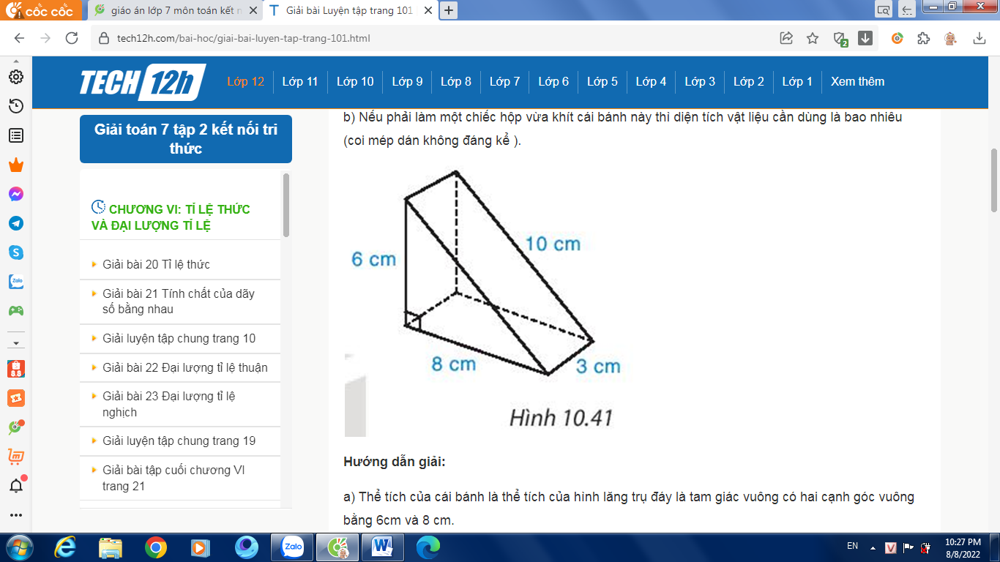 cốc cốc
giáo án lớp 7 môn toán kết n
Giải bài Luyện tập trang 101
tech12h.com/bai-hoc/giai-bai-luyen-tap-trang-101.html
2
TECH 12h
Lớp 12 Lớp 11 Lớp 10 Lớp 9 Lớp 8 Lớp 7 Lớp 6 Lớp 5 Lớp 4 Lớp 3 Lớp 2 Lớp 1 Xem thêm
Giải toán 7 tập 2 kết nối tri
thức
CHƯƠNG VI: TỈ LỆ THỨC
VÀ ĐẠI LƯỢNG TỈ LỆ
Giải bài 20 Tỉ lệ thức
Giải bài 21 Tính chất của dãy
số bằng nhau
Giải luyện tập chung trang 10
Giải bài 22 Đại lượng tỉ lệ thuận
Giải bài 23 Đại lượng tỉ lệ
nghịch
Giải luyện tập chung trang 19
Giải bài tập cuối chương VI
trang 21
b) Nếu phải làm một chiếc hộp vừa khít cái bánh này thì diện tích vật liệu cần dùng là bao nhiêu
(coi mép dán không đáng kể ).
10 cm
6 cm
8 cm
3 cm
Hình 10.41
Hướng dẫn giải:
a) Thể tích của cái bánh là thể tích của hình lăng trụ đáy là tam giác vuông có hai cạnh góc vuông
bằng 6cm và 8 cm.
Zalo
8.8
Zalo
EN
10:27 PM
8/8/2022